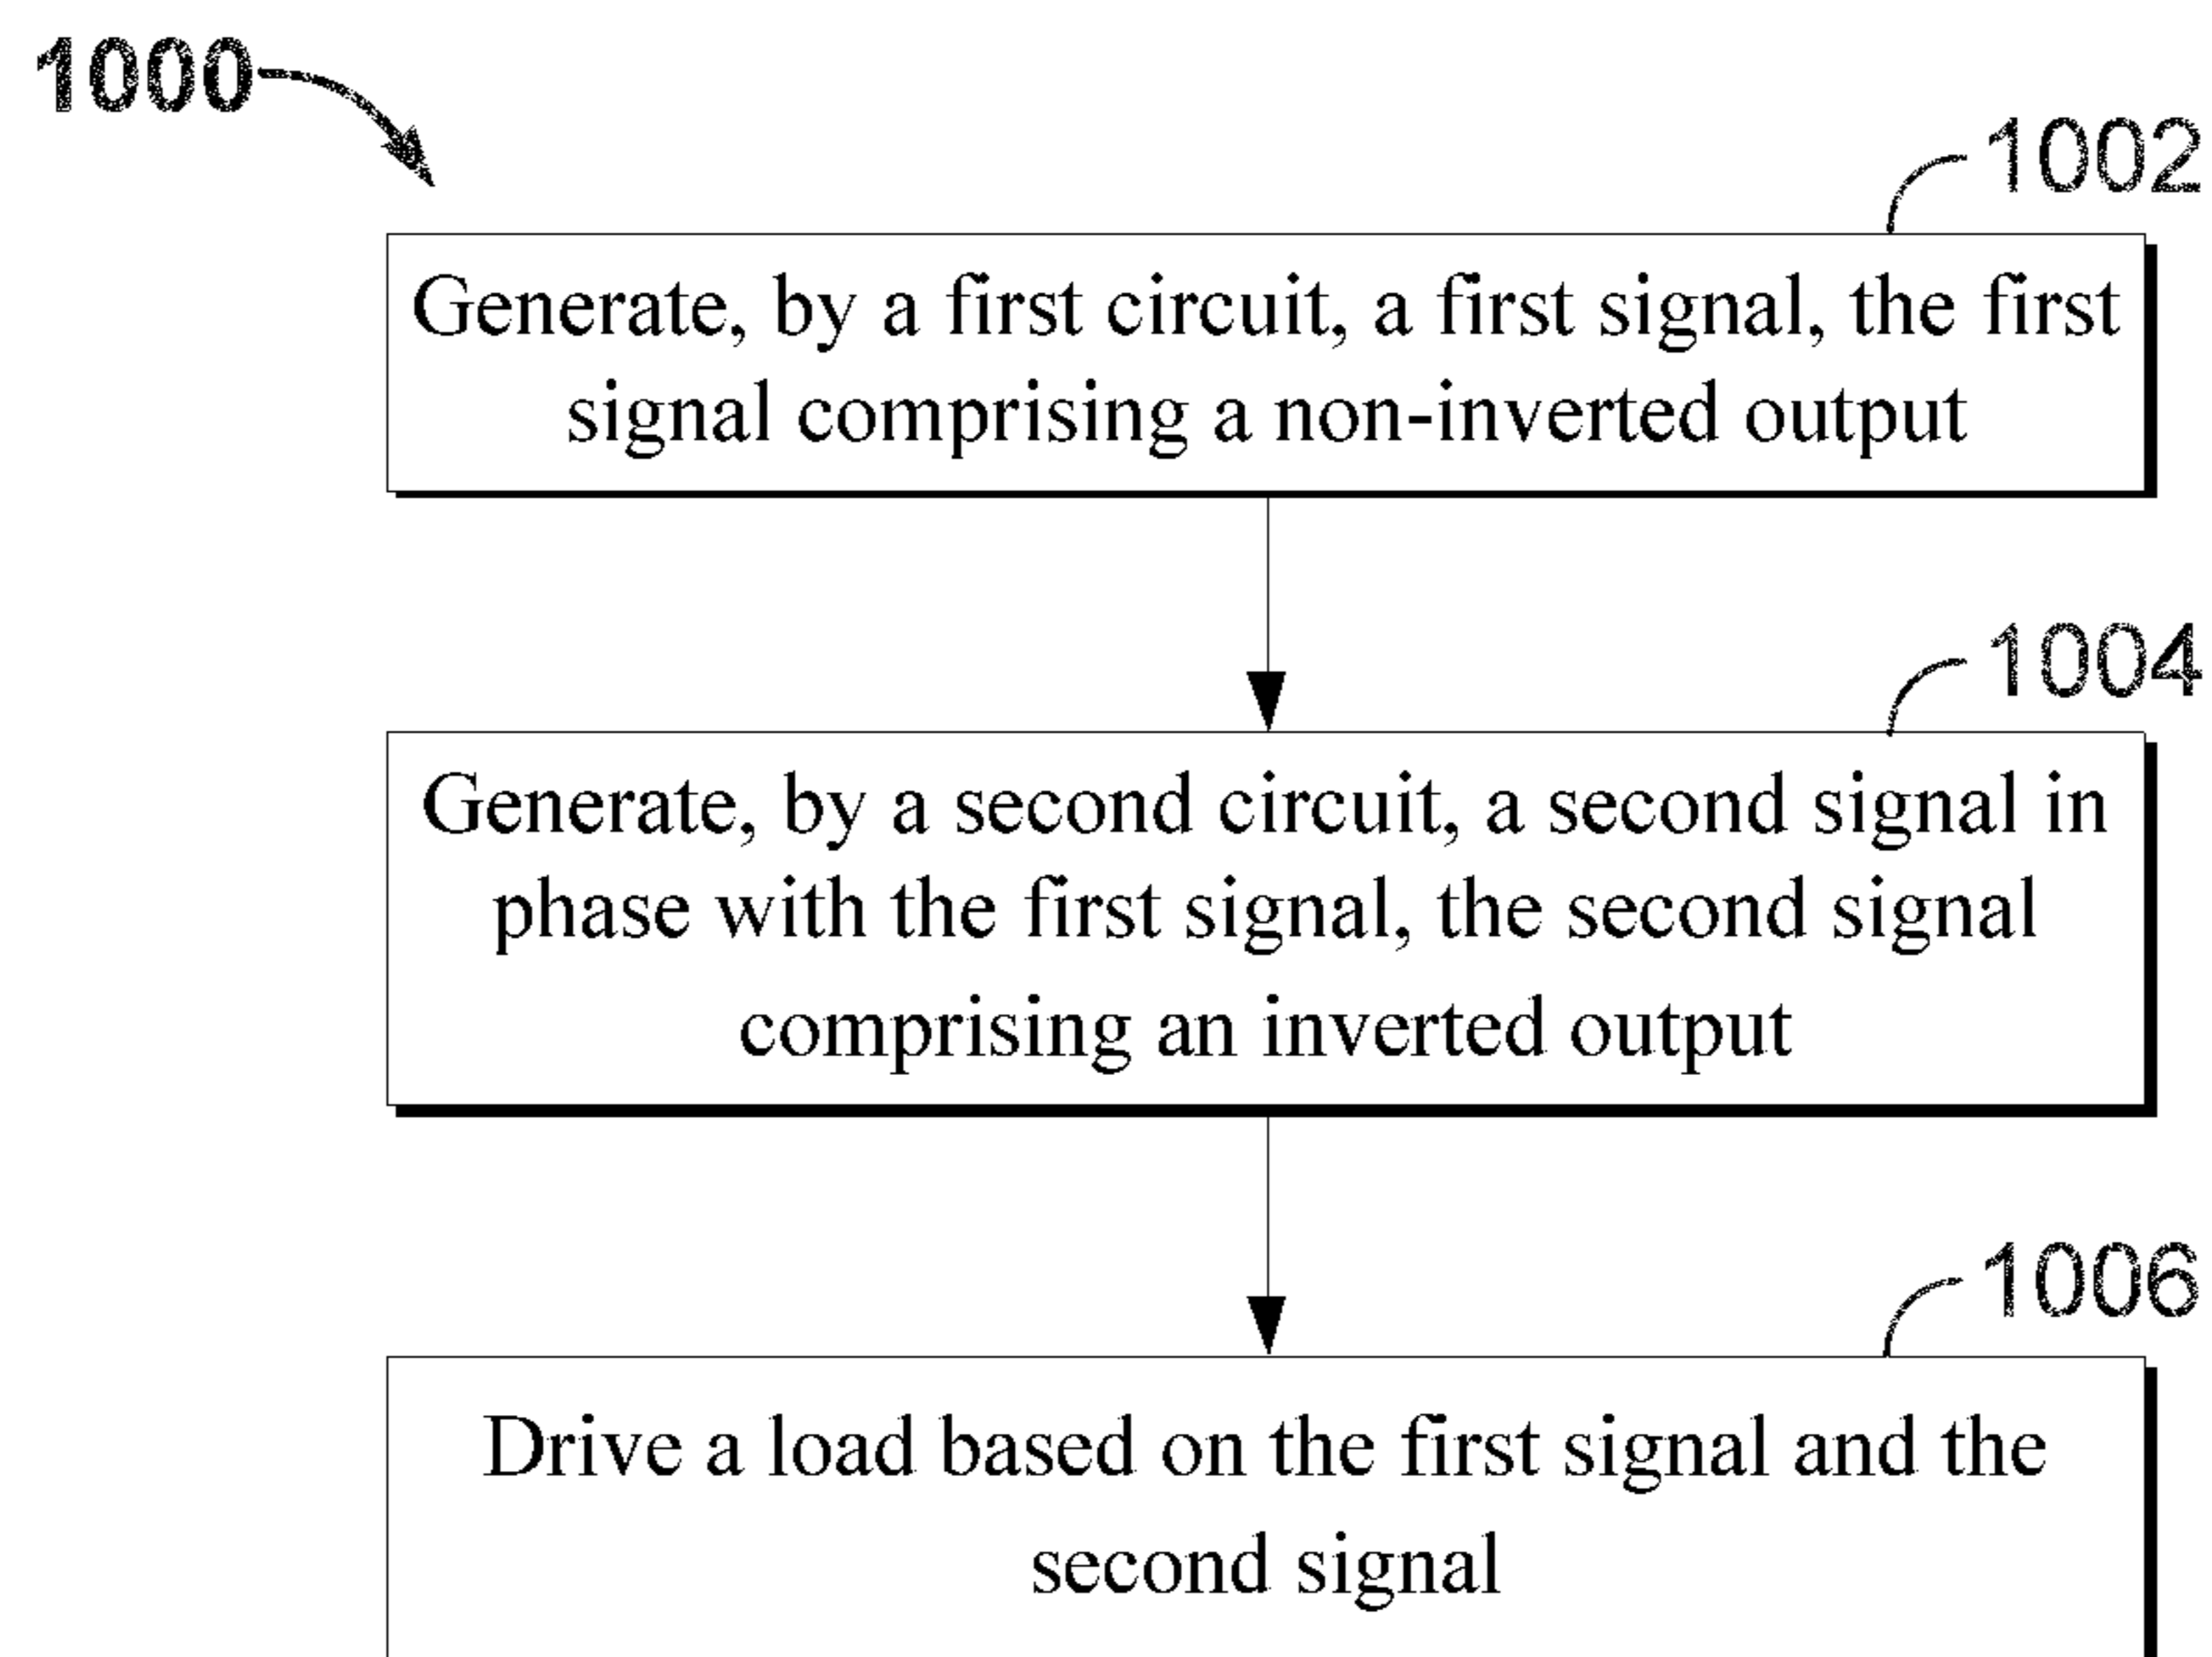 1000
1002
Generate, by a first circuit, a first signal, the first
signal comprising a non-inverted output
1004
Generate, by a second circuit, a second signal in
phase with the first signal, the second signal
comprising an inverted output
1006
Drive a load based on the first signal and the
second signal